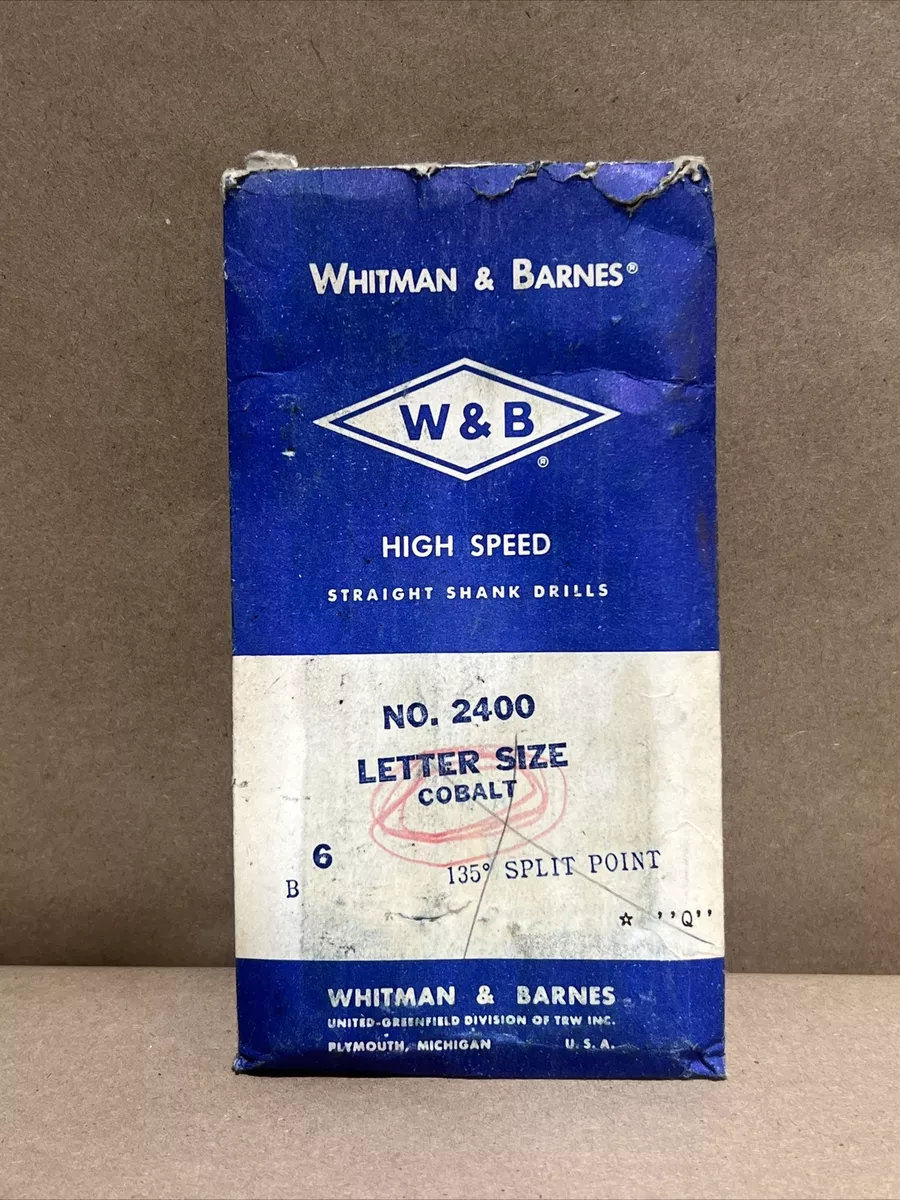 WHITMAN & BARNES®
W & B
®
HIGH SPEED
STRAIGHT SHANK DRILLS
NO. 2400
LETTER SIZE
COBALT
6
B
135° SPLIT POINT
☆ ''Q''
WHITMAN & BARNES
UNITED-GREENFIELD DIVISION OF TRW INC.
PLYMOUTH, MICHIGAN U. S. A.